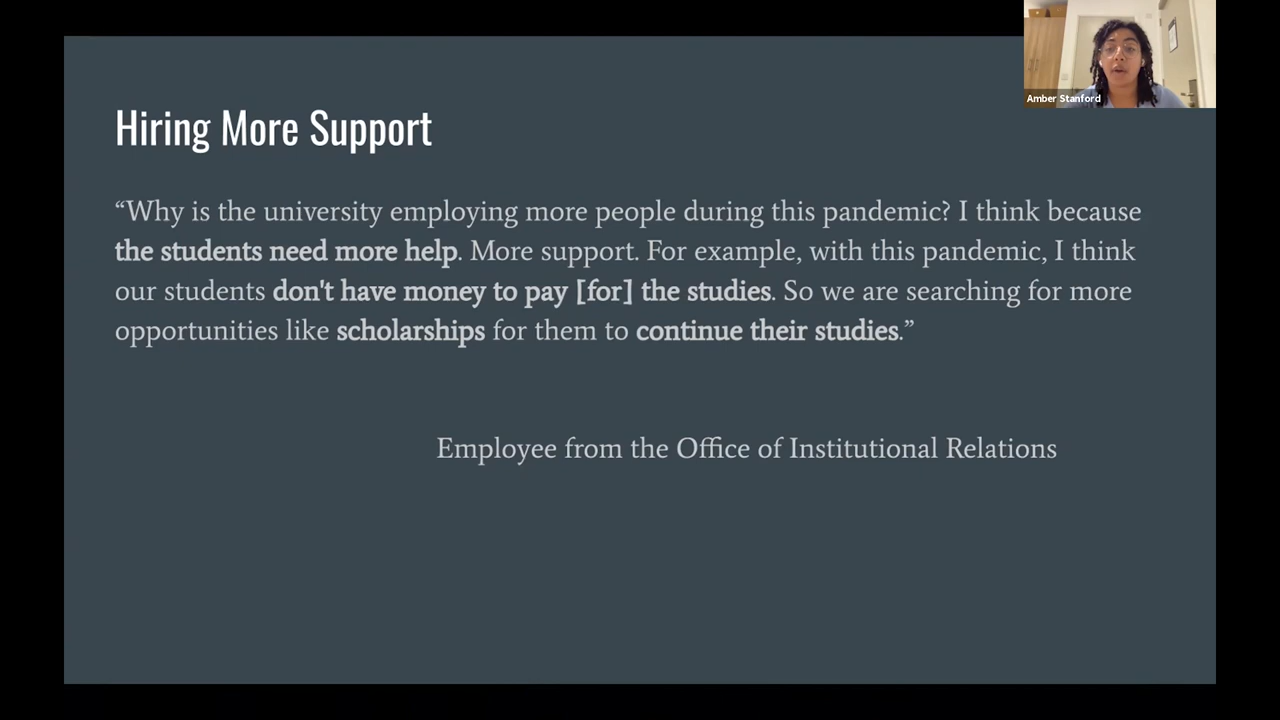 Amber Stanford
Hiring More Support
“Why is the university employing more people during this pandemic? I think because
the students need more help. More support. For example, with this pandemic, I think
our students don't have money to pay [for] the studies. So we are searching for more
opportunities like scholarships for them to continue their studies.”
Employee from the Office of Institutional Relations